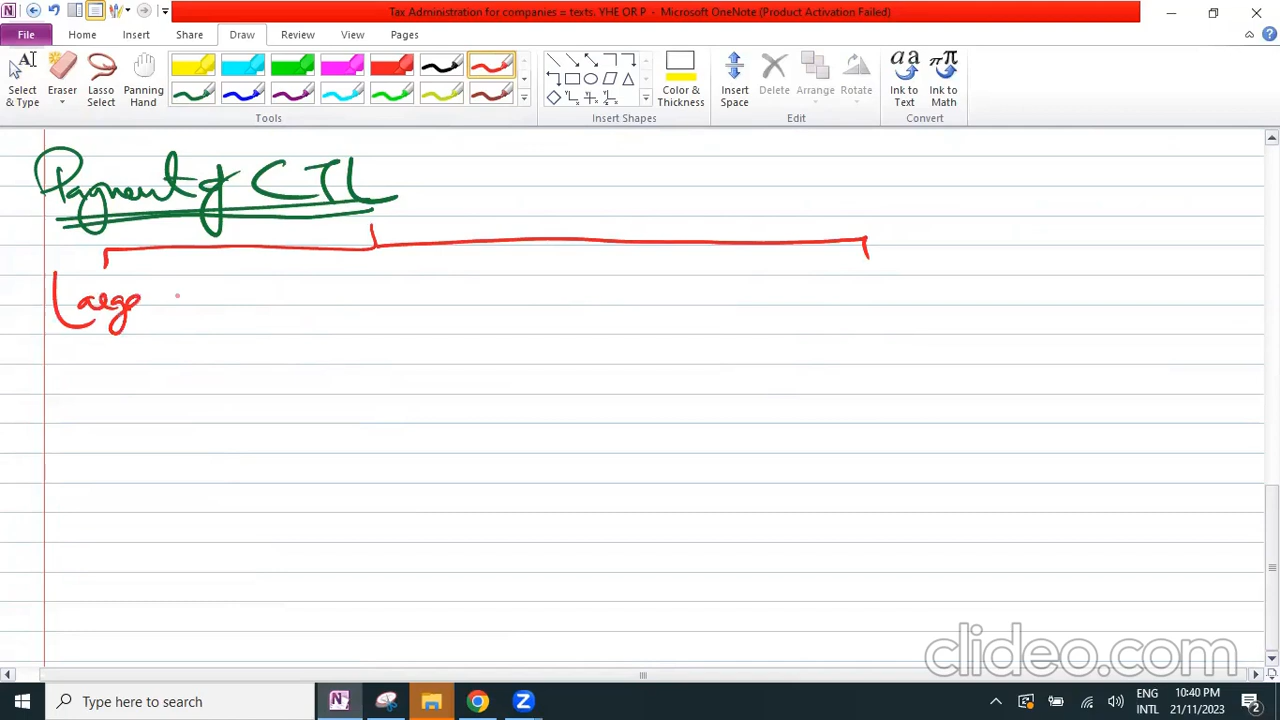 Tax Administration for companies = texts. YHE OR P - Microsoft OneNote (Product Activation Failed)
File Home Insert Share Draw Review View Pages
Select & Type
Eraser
Lasso Select
Panning Hand
Color & Thickness
Insert Space
Delete
Arrange
Rotate
Ink to Text
Ink to Math
Tools Insert Shapes Edit Convert
Payment of CTL
Large
clideo.com
Type here to search
ENG
INTL
10:40 PM
21/11/2023
2